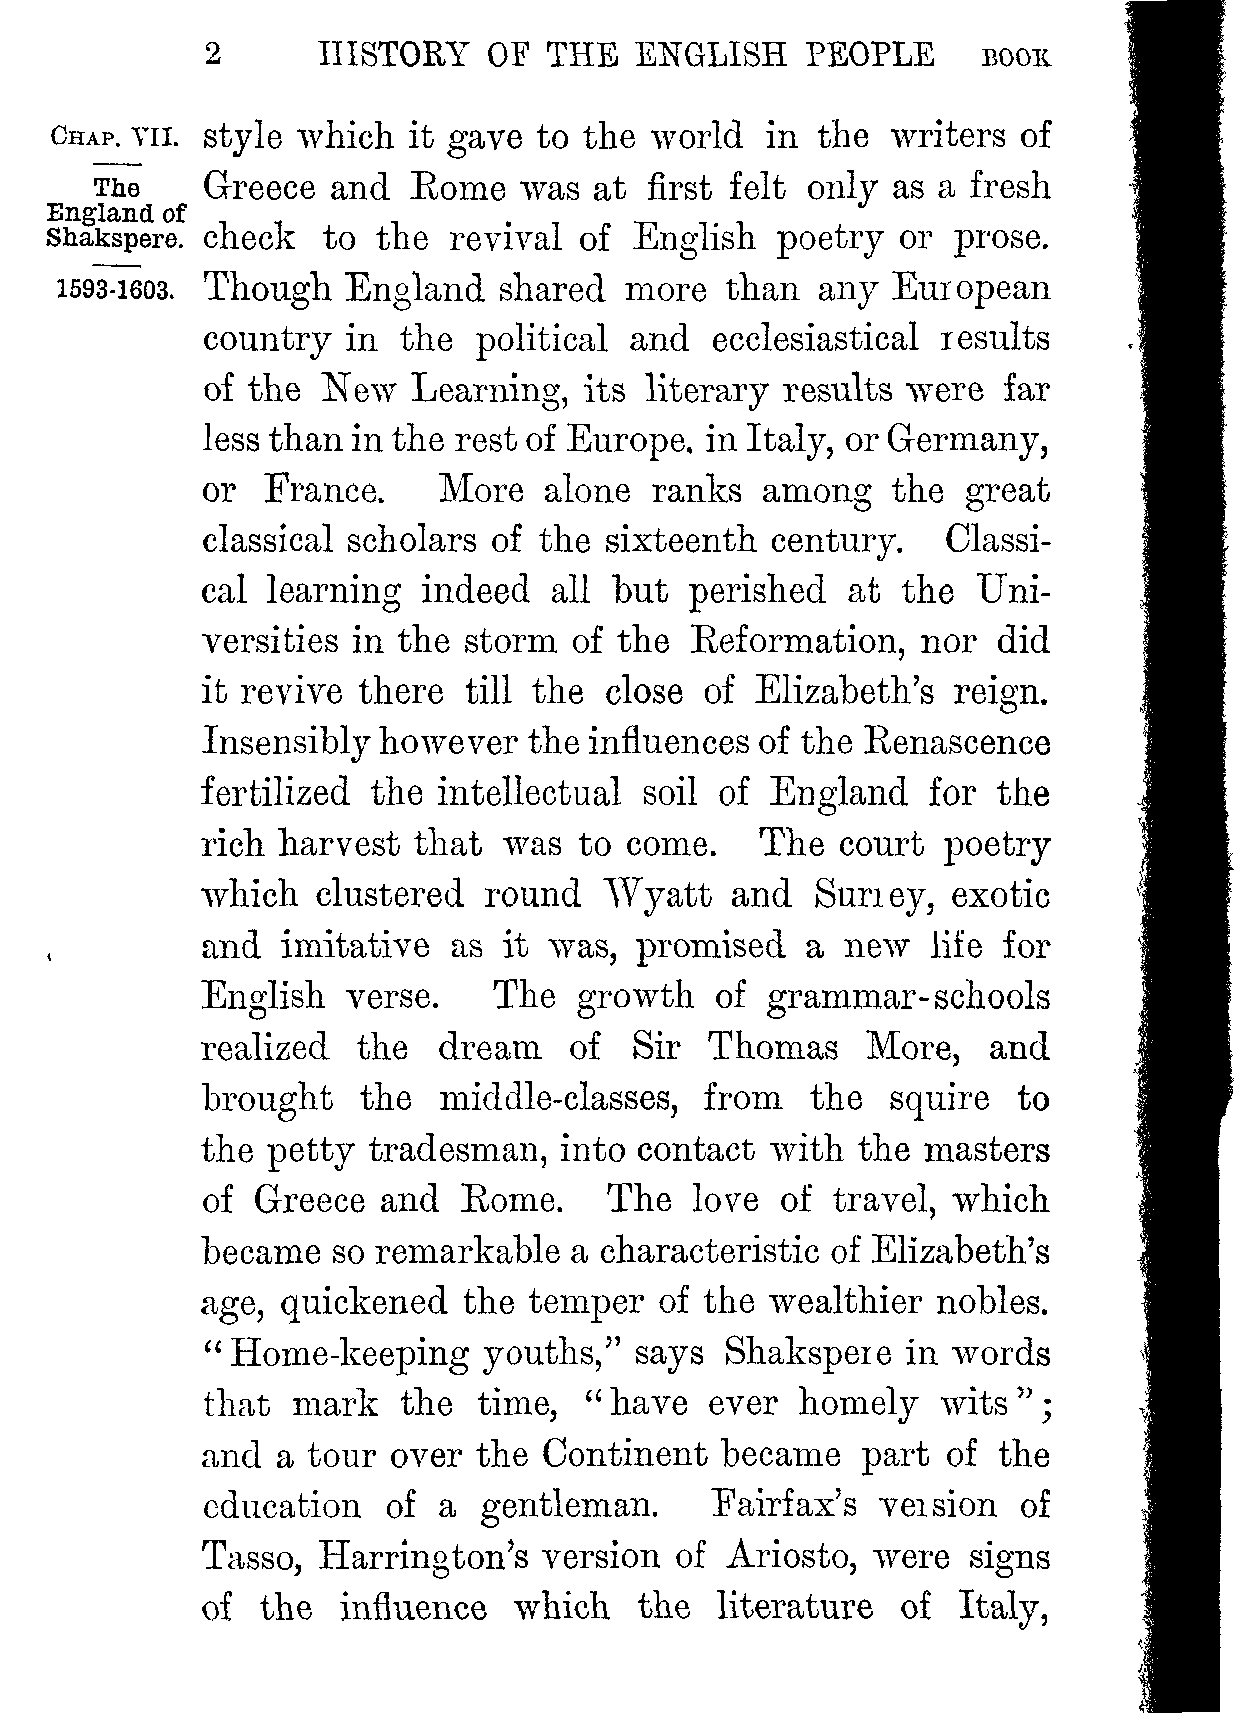 2 HISTORY OF THE ENGLISH PEOPLE BOOK
CHAP. VII.
The
England of
Shakspere.
1593-1603.
style which it gave to the world in the writers of
Greece and Rome was at first felt only as a fresh
check to the revival of English poetry or prose.
Though England shared more than any European
country in the political and ecclesiastical results
of the New Learning, its literary results were far
less than in the rest of Europe, in Italy, or Germany,
or France. More alone ranks among the great
classical scholars of the sixteenth century. Classi-
cal learning indeed all but perished at the Uni-
versities in the storm of the Reformation, nor did
it revive there till the close of Elizabeth's reign.
Insensibly however the influences of the Renascence
fertilized the intellectual soil of England for the
rich harvest that was to come. The court poetry
which clustered round Wyatt and Surrey, exotic
and imitative as it was, promised a new life for
English verse. The growth of grammar-schools
realized the dream of Sir Thomas More, and
brought the middle-classes, from the squire to
the petty tradesman, into contact with the masters
of Greece and Rome. The love of travel, which
became so remarkable a characteristic of Elizabeth's
age, quickened the temper of the wealthier nobles.
"Home-keeping youths," says Shakspere in words
that mark the time, "have ever homely wits";
and a tour over the Continent became part of the
education of a gentleman. Fairfax's version of
Tasso, Harrington's version of Ariosto, were signs
of the influence which the literature of Italy,